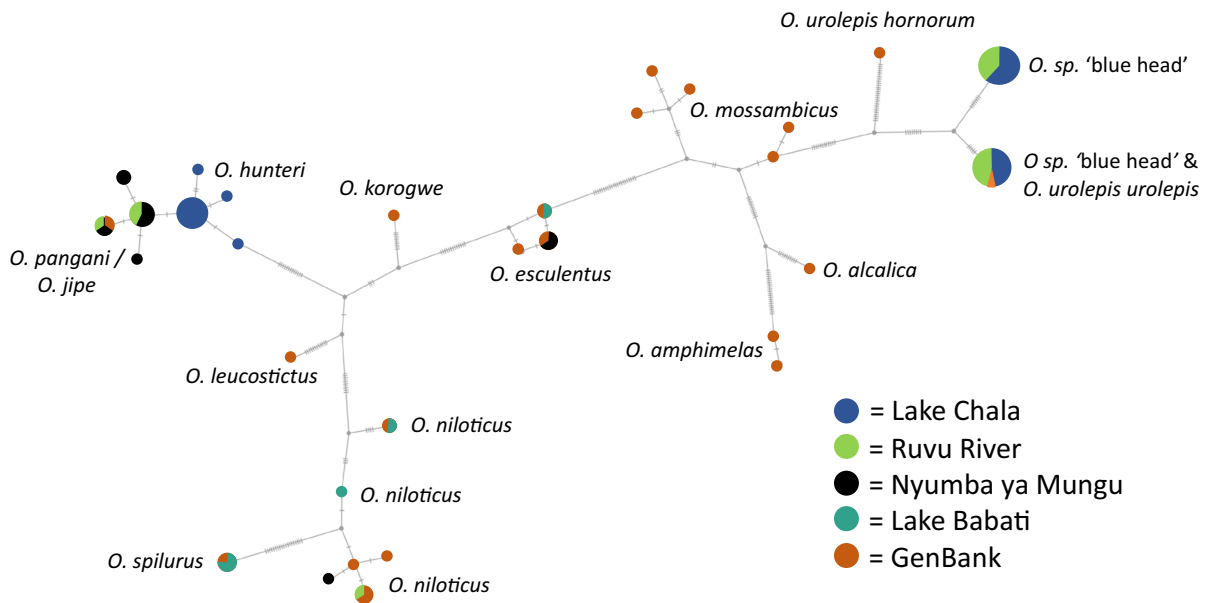 O. urolepis hornorum
O. sp. ‘blue head’
O. mossambicus
O. hunteri
O sp. ‘blue head’ &
O. urolepis urolepis
O. korogwe
O. pangani /
O. jipe
O. esculentus
O. alcalica
O. amphimelas
O. leucostictus
O. niloticus
O. niloticus
O. spilurus
O. niloticus
= Lake Chala
= Ruvu River
= Nyumba ya Mungu
= Lake Babati
= GenBank